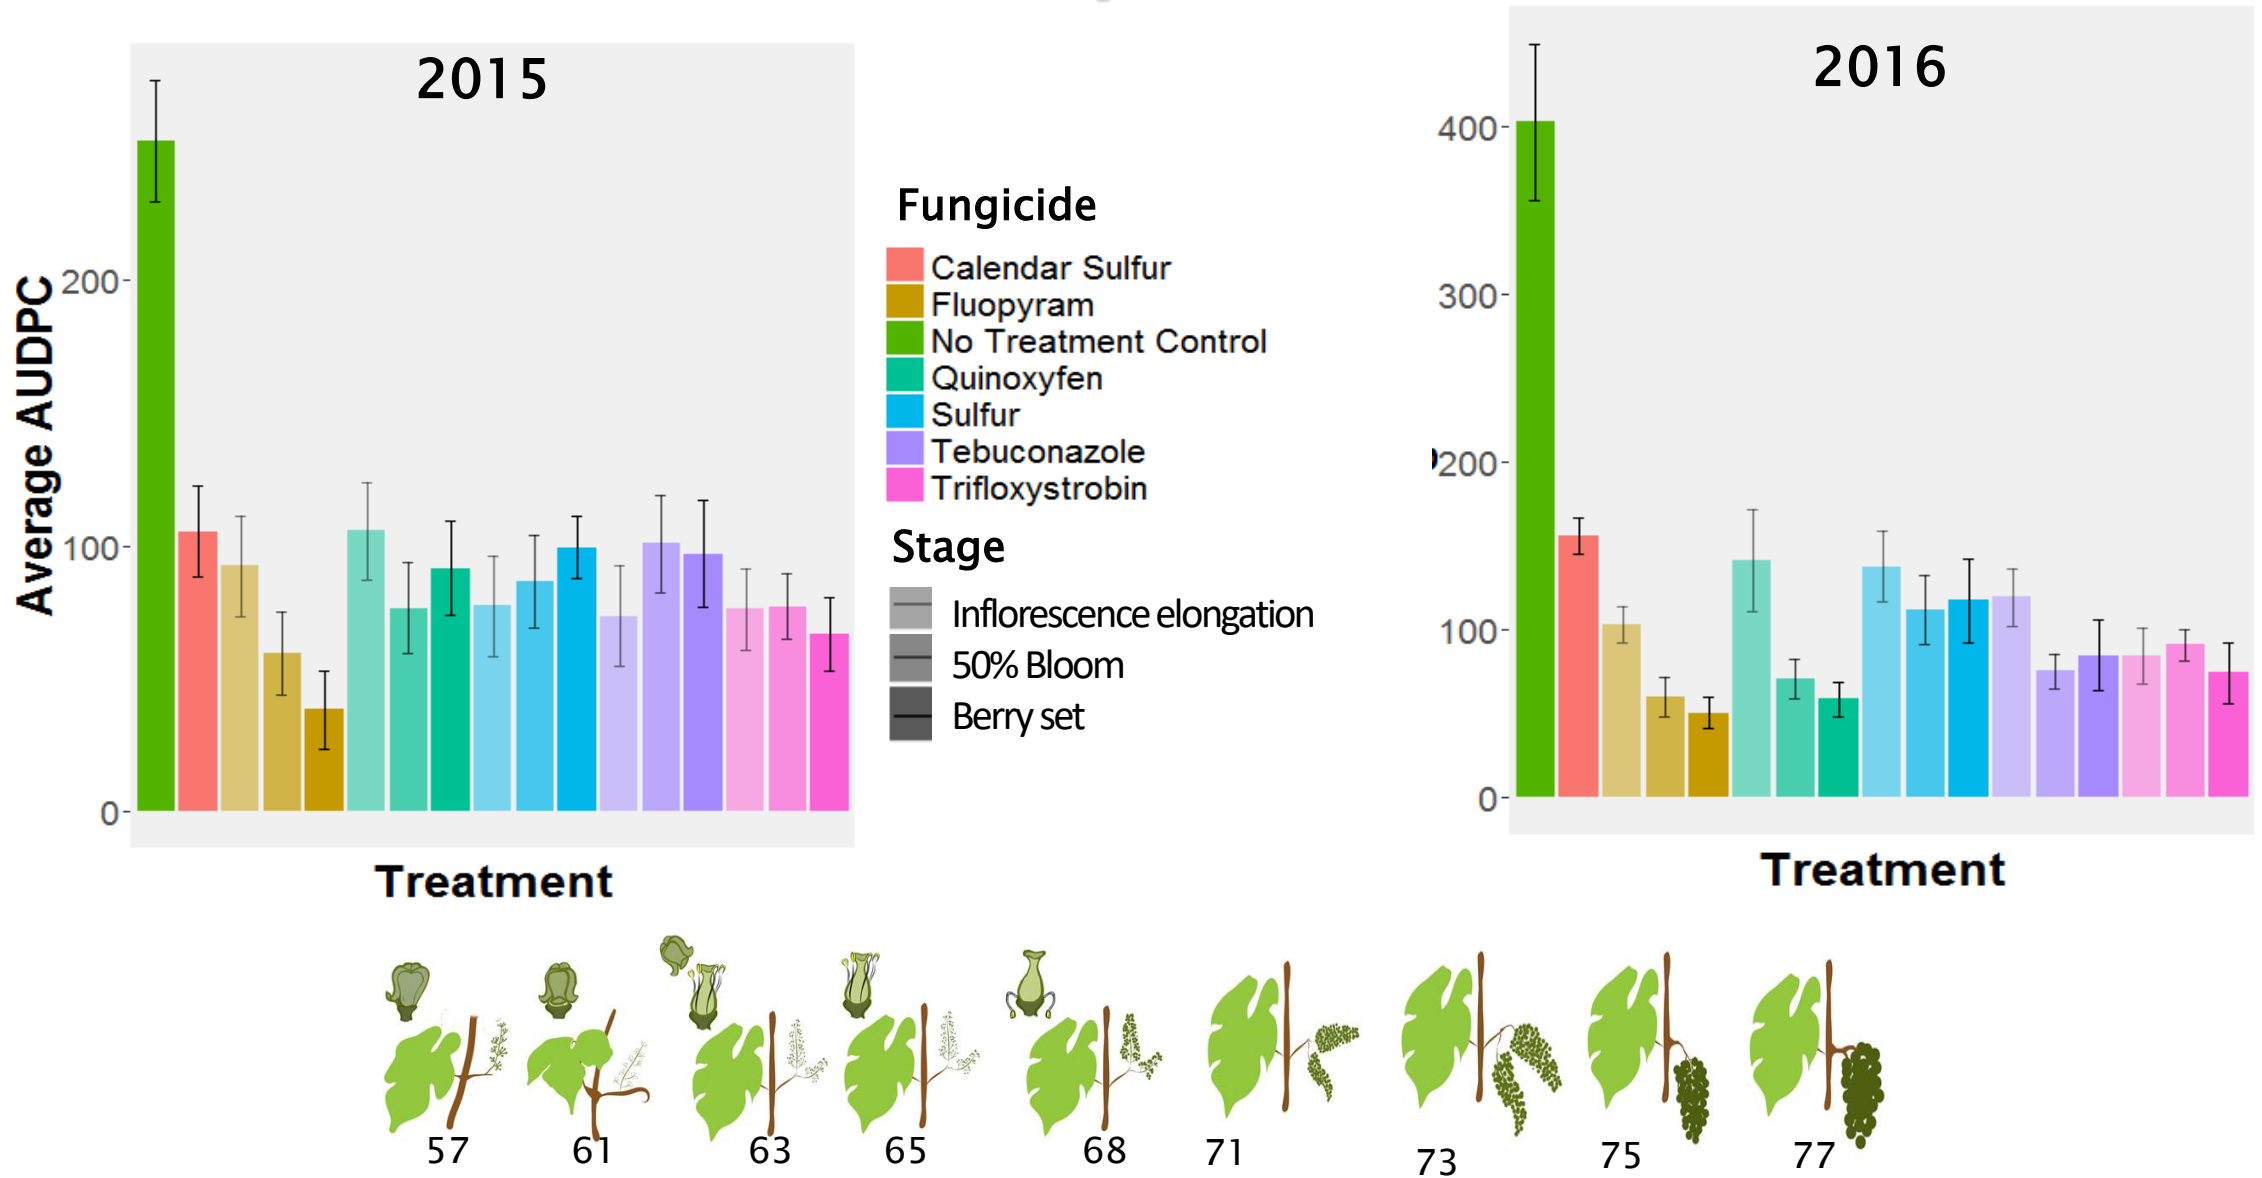 2015
Average AUDPC
200
100
0
Treatment
Fungicide
Calendar Sulfur
Fluopyram
No Treatment Control
Quinoxyfen
Sulfur
Tebuconazole
Trifloxystrobin
Stage
Inflorescence elongation
50% Bloom
Berry set
2016
400
300
200
100
0
Treatment
57
61
63
65
68
71
73
75
77